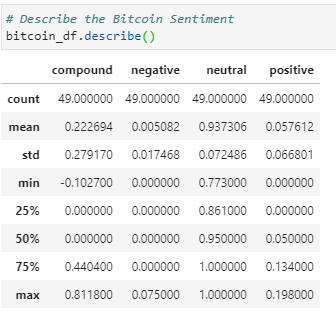 # Describe the Bitcoin Sentiment
bitcoin_df.describe()
compound negative neutral positive
count 49.000000 49.000000 49.000000 49.000000
mean 0.222694 0.005082 0.937306 0.057612
std 0.279170 0.017468 0.072486 0.066801
min -0.102700 0.000000 0.773000 0.000000
25% 0.000000 0.000000 0.861000 0.000000
50% 0.000000 0.000000 0.950000 0.050000
75% 0.440400 0.000000 1.000000 0.134000
max 0.811800 0.075000 1.000000 0.198000